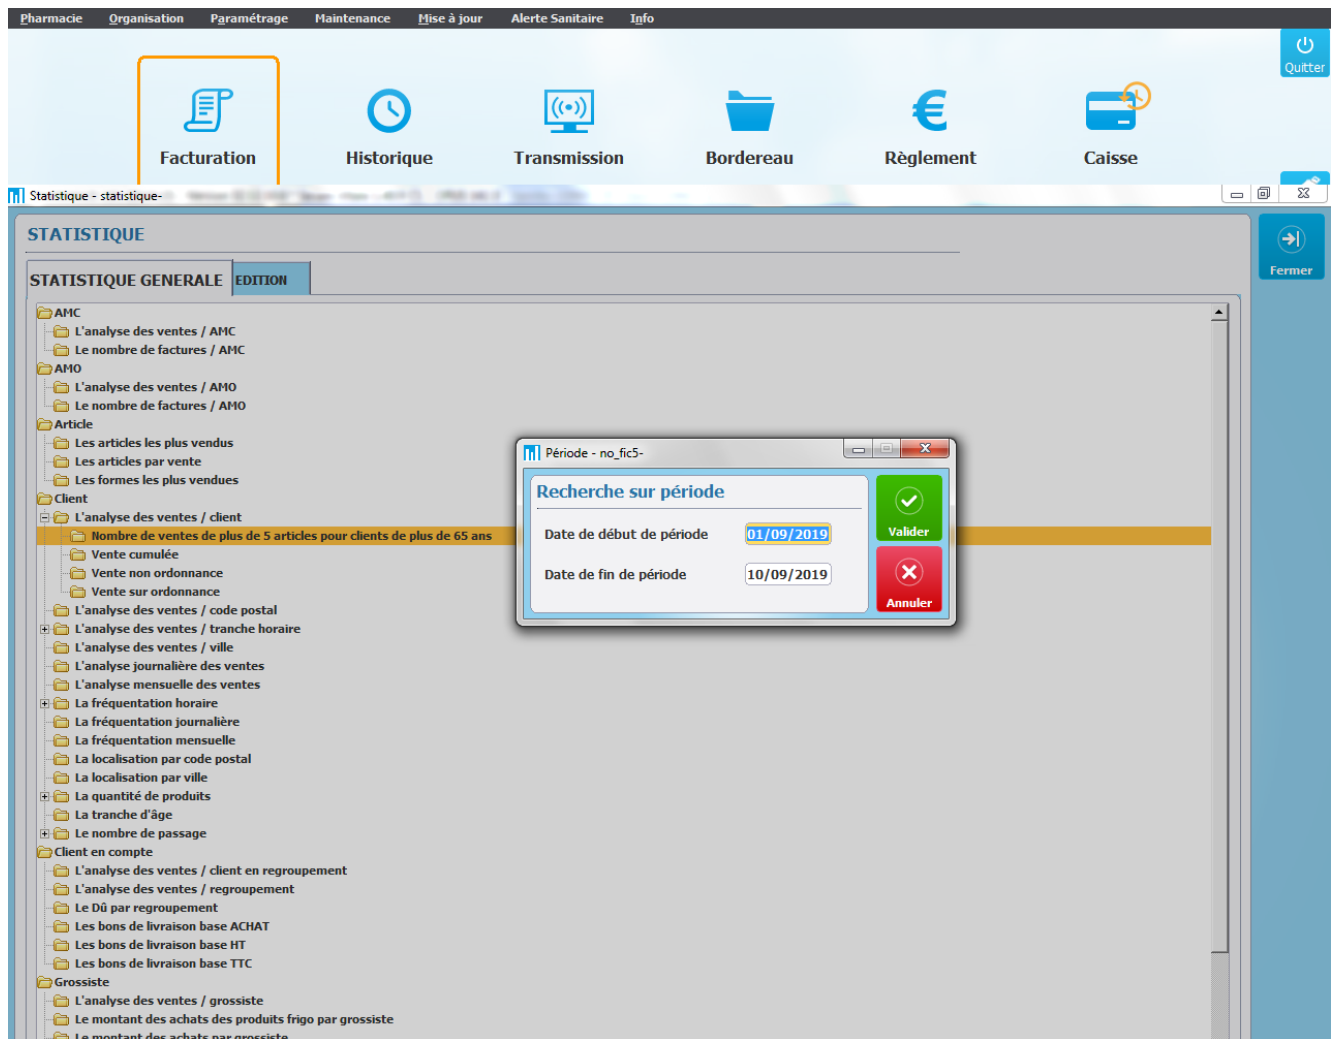 Pharmacie Organisation Paramétrage Maintenance Mise à jour Alerte Sanitaire Info
Quitter
Facturation Historique Transmission Bordereau Règlement Caisse
Statistique - statistique-
STATISTIQUE
Fermer
STATISTIQUE GENERALE EDITION
AMC
L'analyse des ventes / AMC
Le nombre de factures / AMC
AMO
L'analyse des ventes / AMO
Le nombre de factures / AMO
Article
Les articles les plus vendus
Les articles par vente
Les formes les plus vendues
Client
L'analyse des ventes / client
Nombre de ventes de plus de 5 articles pour clients de plus de 65 ans
Vente cumulée
Vente non ordonnance
Vente sur ordonnance
L'analyse des ventes / code postal
L'analyse des ventes / tranche horaire
L'analyse des ventes / ville
L'analyse journalière des ventes
L'analyse mensuelle des ventes
La fréquentation horaire
La fréquentation journalière
La fréquentation mensuelle
La localisation par code postal
La localisation par ville
La quantité de produits
La tranche d'âge
Le nombre de passage
Client en compte
L'analyse des ventes / client en regroupement
L'analyse des ventes / regroupement
Le Dû par regroupement
Les bons de livraison base ACHAT
Les bons de livraison base HT
Les bons de livraison base TTC
Grossiste
L'analyse des ventes / grossiste
Le montant des achats des produits frigo par grossiste
Le montant des achats par grossiste
Période - no_fic5-
Recherche sur période
Date de début de période 01/09/2019
Valider
Date de fin de période 10/09/2019
Annuler